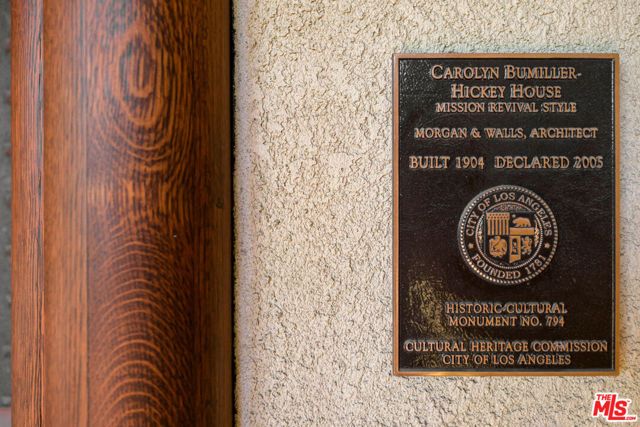 CAROLYN BUMILLER-
HICKEY HOUSE
MISSION REVIVAL STYLE
MORGAN & WALLS, ARCHITECT
BUILT 1904 DECLARED 2005
CITY OF LOS ANGELES
FOUNDED 1781
HISTORIC-CULTURAL
MONUMENT NO. 794
CULTURAL HERITAGE COMMISSION
CITY OF LOS ANGELES
THE
MLS
.COM